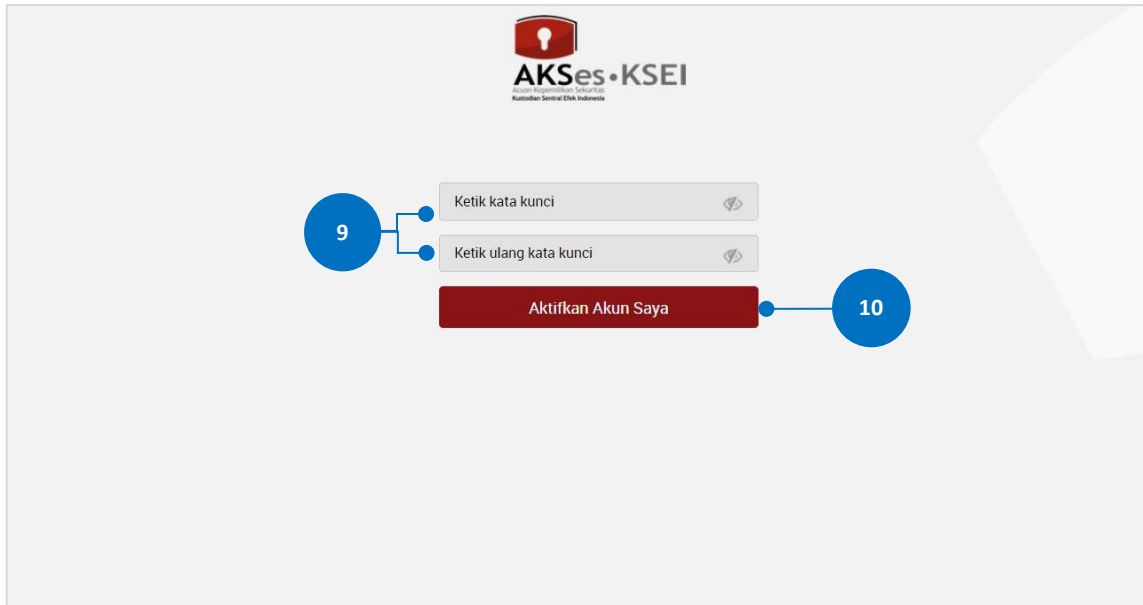 AKSes•KSEI
Acuan Kepemilikan Sekuritas
Kustodian Sentral Efek Indonesia
Ketik kata kunci
9
Ketik ulang kata kunci
Aktifkan Akun Saya
10